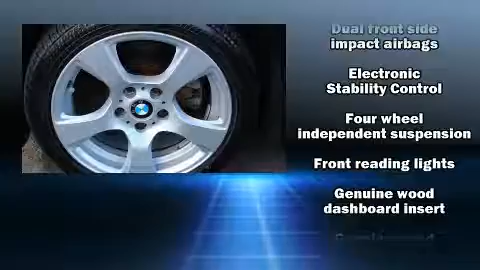 Dual front side
impact airbags
Electronic
Stability Control
Four wheel
independent suspension
Front reading lights
Genuine wood
dashboard insert